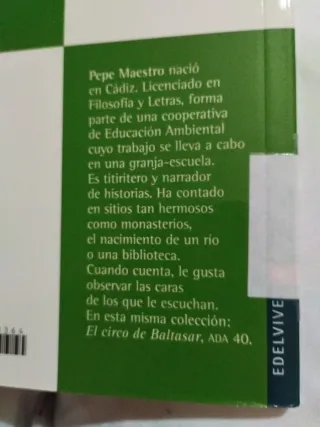 Pepe Maestro nació
en Cádiz. Licenciado en
Filosofía y Letras, forma
parte de una cooperativa
de Educación Ambiental
cuyo trabajo se lleva a cabo
en una granja-escuela.
Es titiritero y narrador
de historias. Ha contado
en sitios tan hermosos
como monasterios,
el nacimiento de un río
o una biblioteca.
Cuando cuenta, le gusta
observar las caras
de los que le escuchan.
En esta misma colección:
El circo de Baltasar, ADA 40.
EDELVIVE